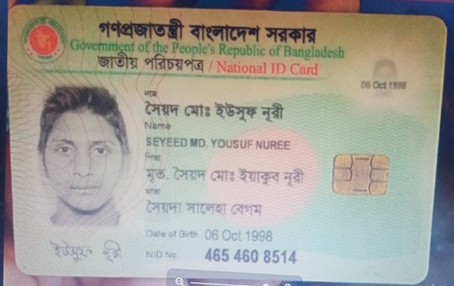 গণপ্রজাতন্ত্রী বাংলাদেশ সরকার
Government of the People's Republic of Bangladesh
জাতীয় পরিচয়পত্র / National ID Card
06 Oct 1998
নাম
সৈয়দ মোঃ ইউসুফ নূরী
Name
SEYEED MD. YOUSUF NUREE
পিতা
মৃত. সৈয়দ মোঃ ইয়াকুব নূরী
মাতা
সৈয়দা সালেহা বেগম
Date of Birth 06 Oct 1998
ইউসুফ নূরী
NID No. 465 460 8514